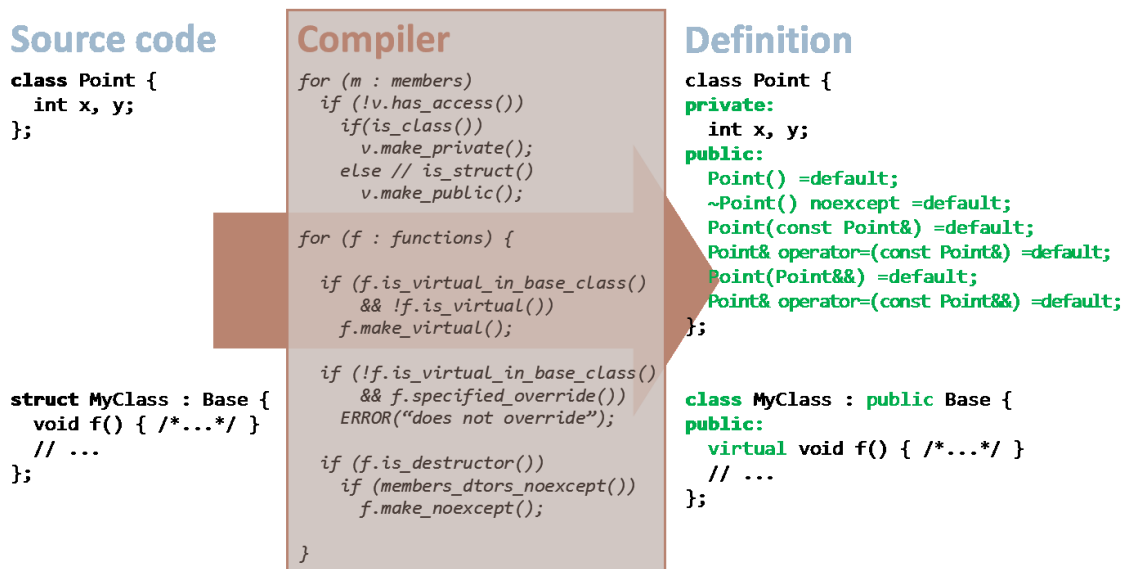 Source code
class Point {
  int x, y;
};
struct MyClass : Base {
  void f() { /*...*/ }
  // ...
};
Compiler
for (m : members)
  if (!v.has_access())
    if(is_class())
      v.make_private();
    else // is_struct()
      v.make_public();
for (f : functions) {
  if (f.is_virtual_in_base_class()
      && !f.is_virtual())
    f.make_virtual();
  if (!f.is_virtual_in_base_class()
      && f.specified_override())
    ERROR(“does not override”);
  if (f.is_destructor())
    if (members_dtors_noexcept())
      f.make_noexcept();
}
Definition
class Point {
private:
  int x, y;
public:
  Point() =default;
  ~Point() noexcept =default;
  Point(const Point&) =default;
  Point& operator=(const Point&) =default;
  Point(Point&&) =default;
  Point& operator=(const Point&&) =default;
};
class MyClass : public Base {
public:
  virtual void f() { /*...*/ }
  // ...
};